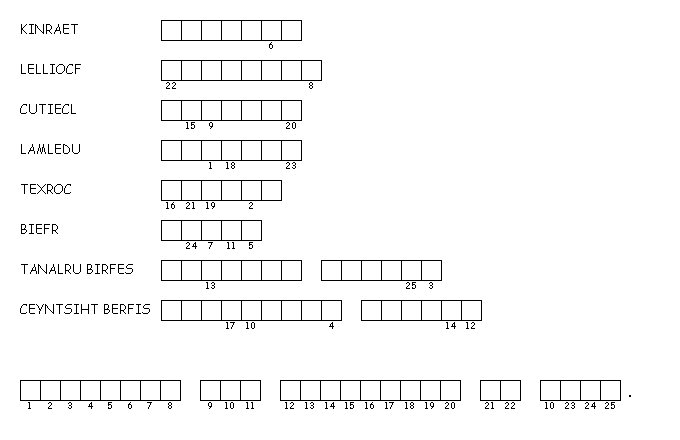 KINRAET
6
LELLIOCF
22 8
CUTIECL
15 9 20
LAMLEDU
1 18 23
TEXROC
16 21 19 2
BIEFR
24 7 11 5
TANALRU BIRFES
13 25 3
CEYNTSIHT BERFIS
17 10 4 14 12
.
1 2 3 4 5 6 7 8 9 10 11 12 13 14 15 16 17 18 19 20 21 22 10 23 24 25